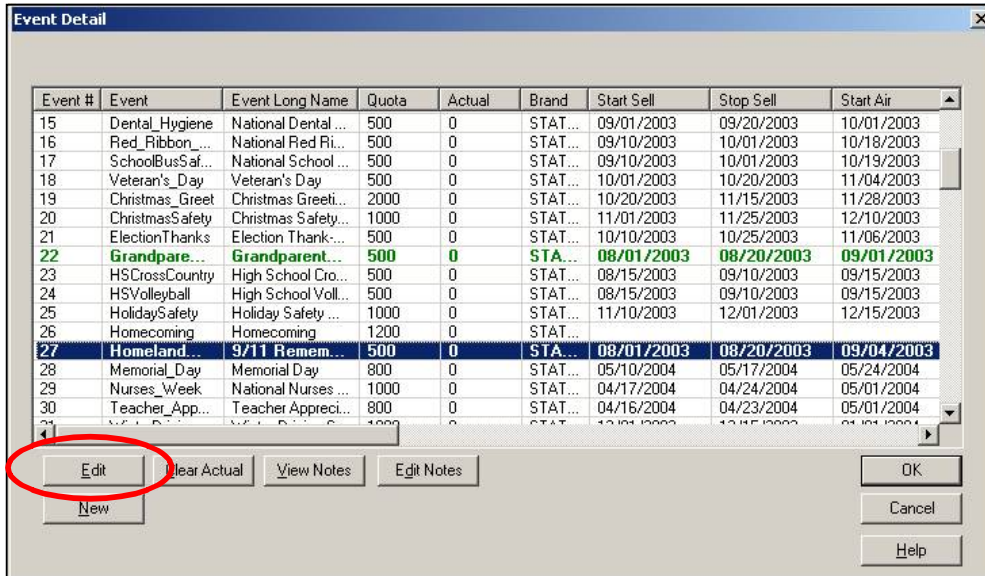 Event Detail
Event # Event Event Long Name Quota Actual Brand Start Sell Stop Sell Start Air
15 Dental_Hygiene National Dental ... 500 0 STAT... 09/01/2003 09/20/2003 10/01/2003
16 Red_Ribbon_... National Red Ri... 500 0 STAT... 09/10/2003 10/01/2003 10/18/2003
17 SchoolBusSaf... National School ... 500 0 STAT... 09/10/2003 10/01/2003 10/19/2003
18 Veteran's_Day Veteran's Day 500 0 STAT... 10/01/2003 10/20/2003 11/04/2003
19 Christmas_Greet Christmas Greeti... 2000 0 STAT... 10/20/2003 11/15/2003 11/28/2003
20 ChristmasSafety Christmas Safety... 1000 0 STAT... 11/01/2003 11/25/2003 12/10/2003
21 ElectionThanks Election Thank-... 500 0 STAT... 10/10/2003 10/25/2003 11/06/2003
22 Grandpare... Grandparent... 500 0 STA... 08/01/2003 08/20/2003 09/01/2003
23 HSCrossCountry High School Cro... 500 0 STAT... 08/15/2003 09/10/2003 09/15/2003
24 HSVolleyball High School Voll... 500 0 STAT... 08/15/2003 09/10/2003 09/15/2003
25 HolidaySafety Holiday Safety ... 1000 0 STAT... 11/10/2003 12/01/2003 12/15/2003
26 Homecoming Homecoming 1200 0 STAT...
27 Homeland... 9/11 Remem... 500 0 STA... 08/01/2003 08/20/2003 09/04/2003
28 Memorial_Day Memorial Day 800 0 STAT... 05/10/2004 05/17/2004 05/24/2004
29 Nurses_Week National Nurses ... 1000 0 STAT... 04/17/2004 04/24/2004 05/01/2004
30 Teacher_App... Teacher Appreci... 800 0 STAT... 04/16/2004 04/23/2004 05/01/2004
Edit Clear Actual View Notes Edit Notes OK
New Cancel
Help